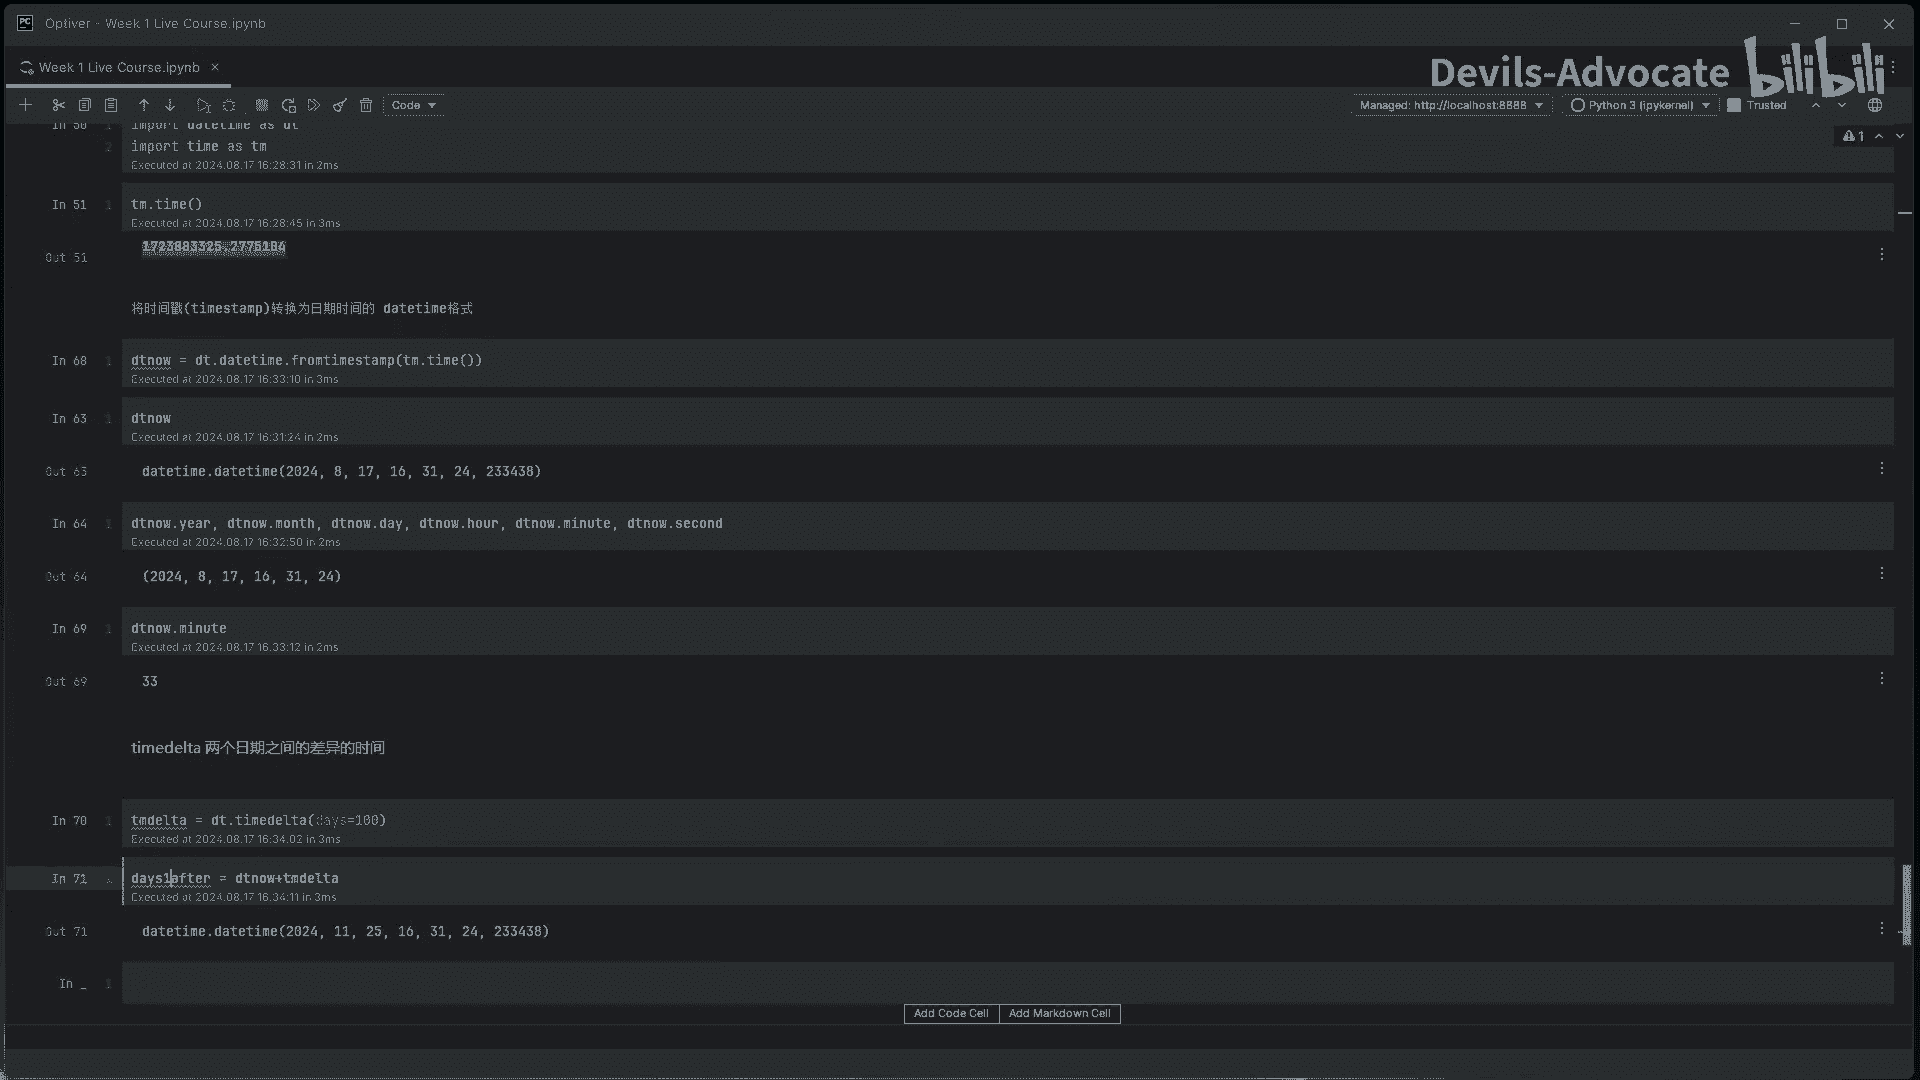 Optiver - Week 1 Live Course.ipynb
Week 1 Live Course.ipynb
Devils-Advocate bilibili
Code
Managed: http://localhost:8888
Python 3 (ipykernel)
Trusted
1
In 50 1 import datetime as dt
2 import time as tm
Executed at 2024.08.17 16:28:31 in 2ms
In 51 1 tm.time()
Executed at 2024.08.17 16:28:45 in 3ms
Out 51 1723883325.2775104
将时间戳(timestamp)转换为日期时间的 datetime格式
In 68 1 dtnow = dt.datetime.fromtimestamp(tm.time())
Executed at 2024.08.17 16:33:10 in 3ms
In 63 1 dtnow
Executed at 2024.08.17 16:31:24 in 2ms
Out 63 datetime.datetime(2024, 8, 17, 16, 31, 24, 233438)
In 64 1 dtnow.year, dtnow.month, dtnow.day, dtnow.hour, dtnow.minute, dtnow.second
Executed at 2024.08.17 16:32:50 in 2ms
Out 64 (2024, 8, 17, 16, 31, 24)
In 69 1 dtnow.minute
Executed at 2024.08.17 16:33:12 in 2ms
Out 69 33
timedelta 两个日期之间的差异的时间
In 70 1 tmdelta = dt.timedelta(days=100)
Executed at 2024.08.17 16:34:02 in 3ms
In 71 1 days1after = dtnow+tmdelta
Executed at 2024.08.17 16:34:11 in 3ms
Out 71 datetime.datetime(2024, 11, 25, 16, 31, 24, 233438)
In _ 1
Add Code Cell Add Markdown Cell